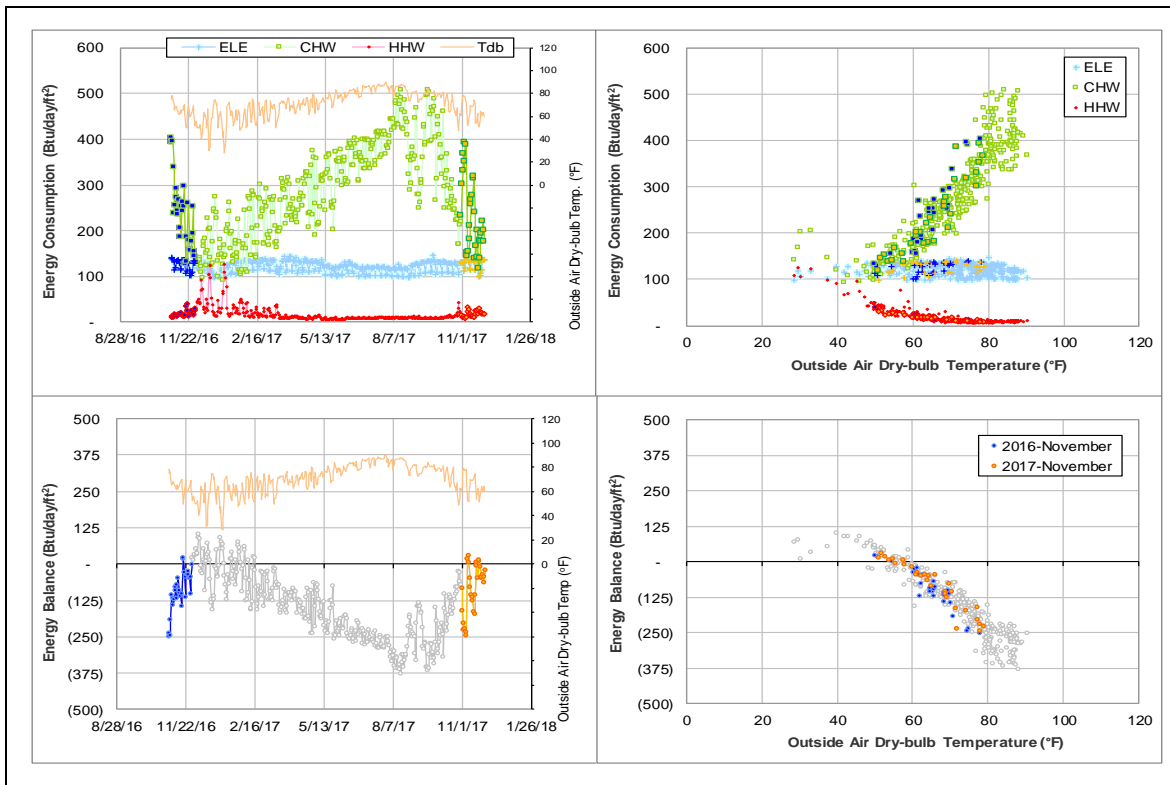 ELE CHW HHW Tdb
Energy Consumption (Btu/day/ft²)
600
500
400
300
200
100
-
120
100
80
60
40
20
0
Outside Air Dry-bulb Temp. (°F)
8/28/16 11/22/16 2/16/17 5/13/17 8/7/17 11/1/17 1/26/18
ELE
CHW
HHW
Energy Consumption (Btu/day/ft²)
600
500
400
300
200
100
-
0 20 40 60 80 100 120
Outside Air Dry-bulb Temperature (°F)
Energy Balance (Btu/day/ft²)
500
375
250
125
-
(125)
(250)
(375)
(500)
120
100
80
60
40
20
0
Outside Air Dry-bulb Temp (°F)
8/28/16 11/22/16 2/16/17 5/13/17 8/7/17 11/1/17 1/26/18
2016-November
2017-November
Energy Balance (Btu/day/ft²)
500
375
250
125
-
(125)
(250)
(375)
(500)
0 20 40 60 80 100 120
Outside Air Dry-bulb Temperature (°F)